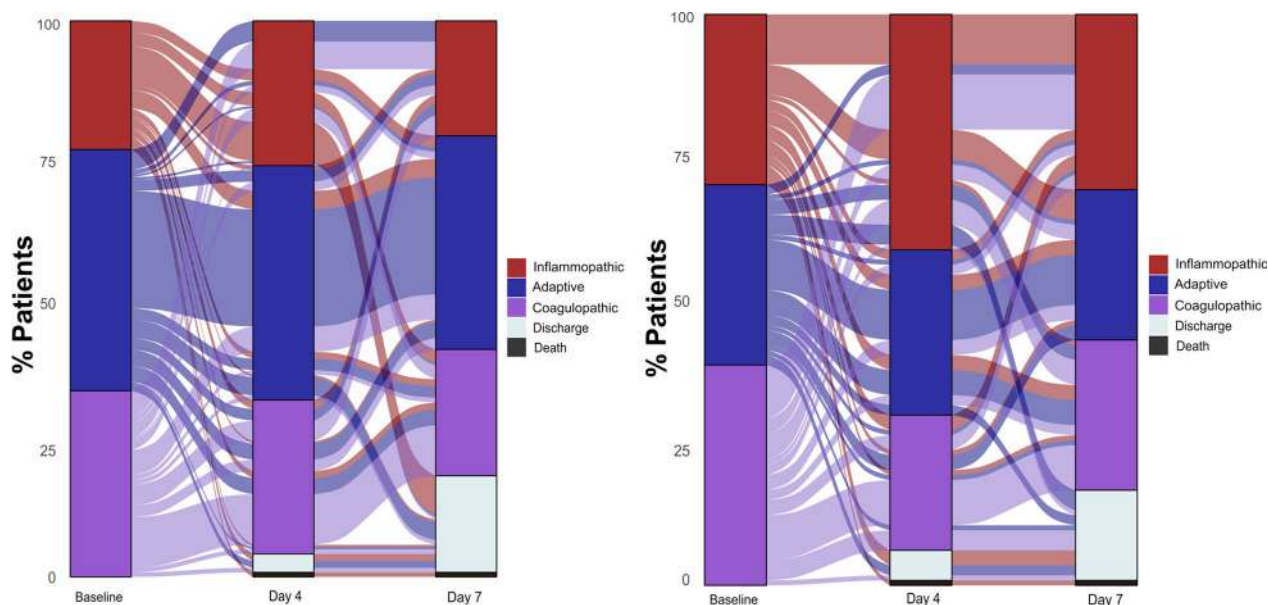 100
75
50
25
0
% Patients
Baseline
Day 4
Day 7
Inflammopathic
Adaptive
Coagulopathic
Discharge
Death
100
75
50
25
0
% Patients
Baseline
Day 4
Day 7
Inflammopathic
Adaptive
Coagulopathic
Discharge
Death